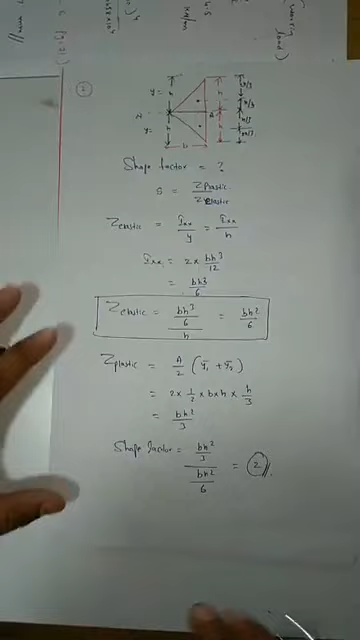 2
Shape factor = ?
S = Zplastic / Zelastic
Zelastic = Ixx / y = Ixx / h
Ixx = 2 x bh³ / 12
= bh³ / 6
Zelastic = bh³/6 / h = bh² / 6
Zplastic = A/2 (ȳ₁ + ȳ₂)
= 2 x 1/2 x b x h x h/3
= bh² / 3
Shape factor = bh²/3 / bh²/6 = 2 //